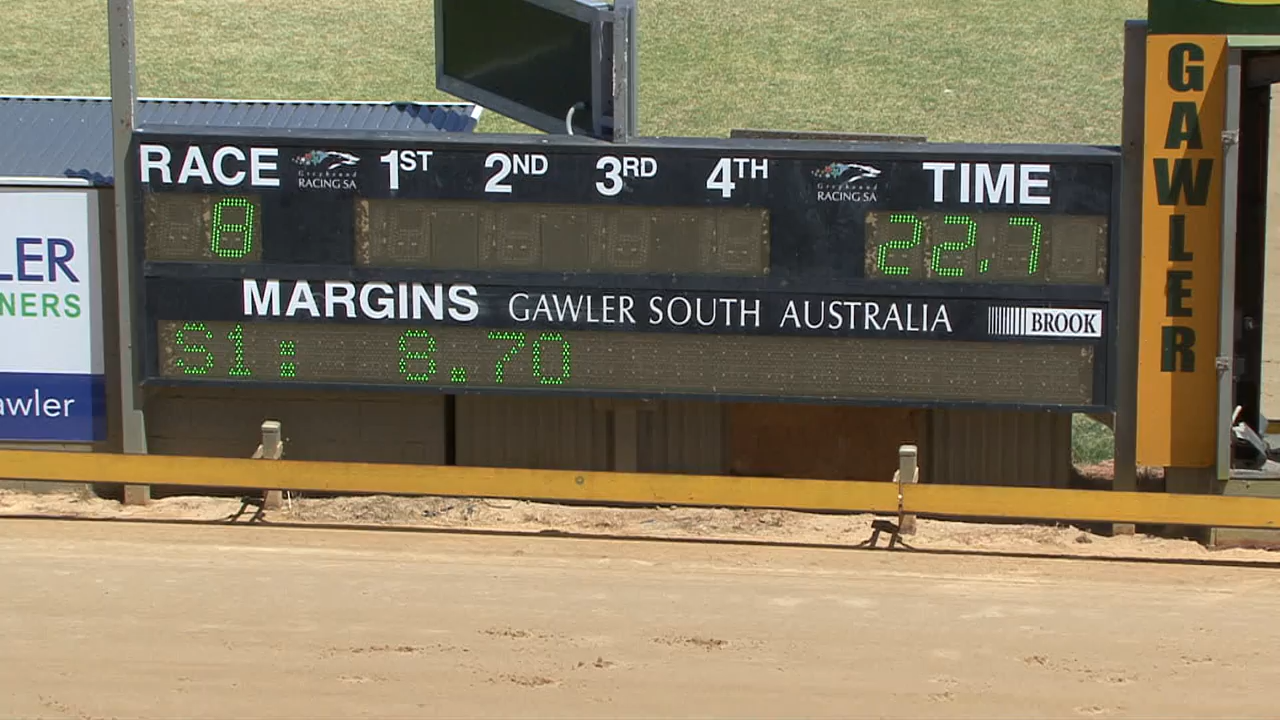 RACE
Greyhound
RACING SA
1ST 2ND 3RD 4TH
Greyhound
RACING SA
TIME
8
22.7
MARGINS GAWLER SOUTH AUSTRALIA BROOK
S1: 8.70
LER
NERS
awler
GAWLER